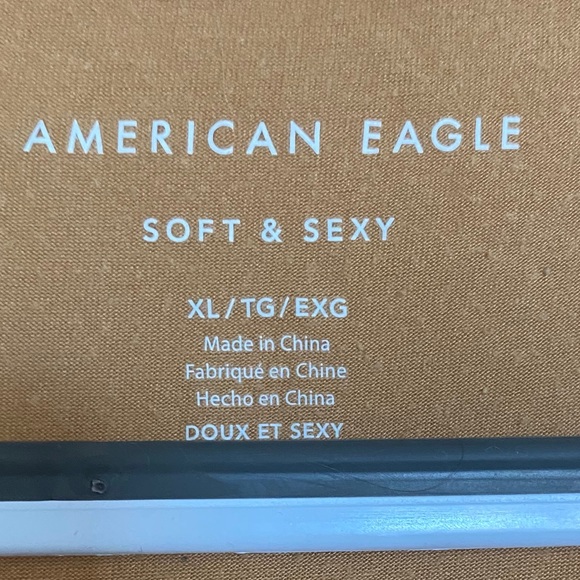 AMERICAN EAGLE
SOFT & SEXY
XL/TG/EXG
Made in China
Fabriqué en Chine
Hecho en China
DOUX ET SEXY